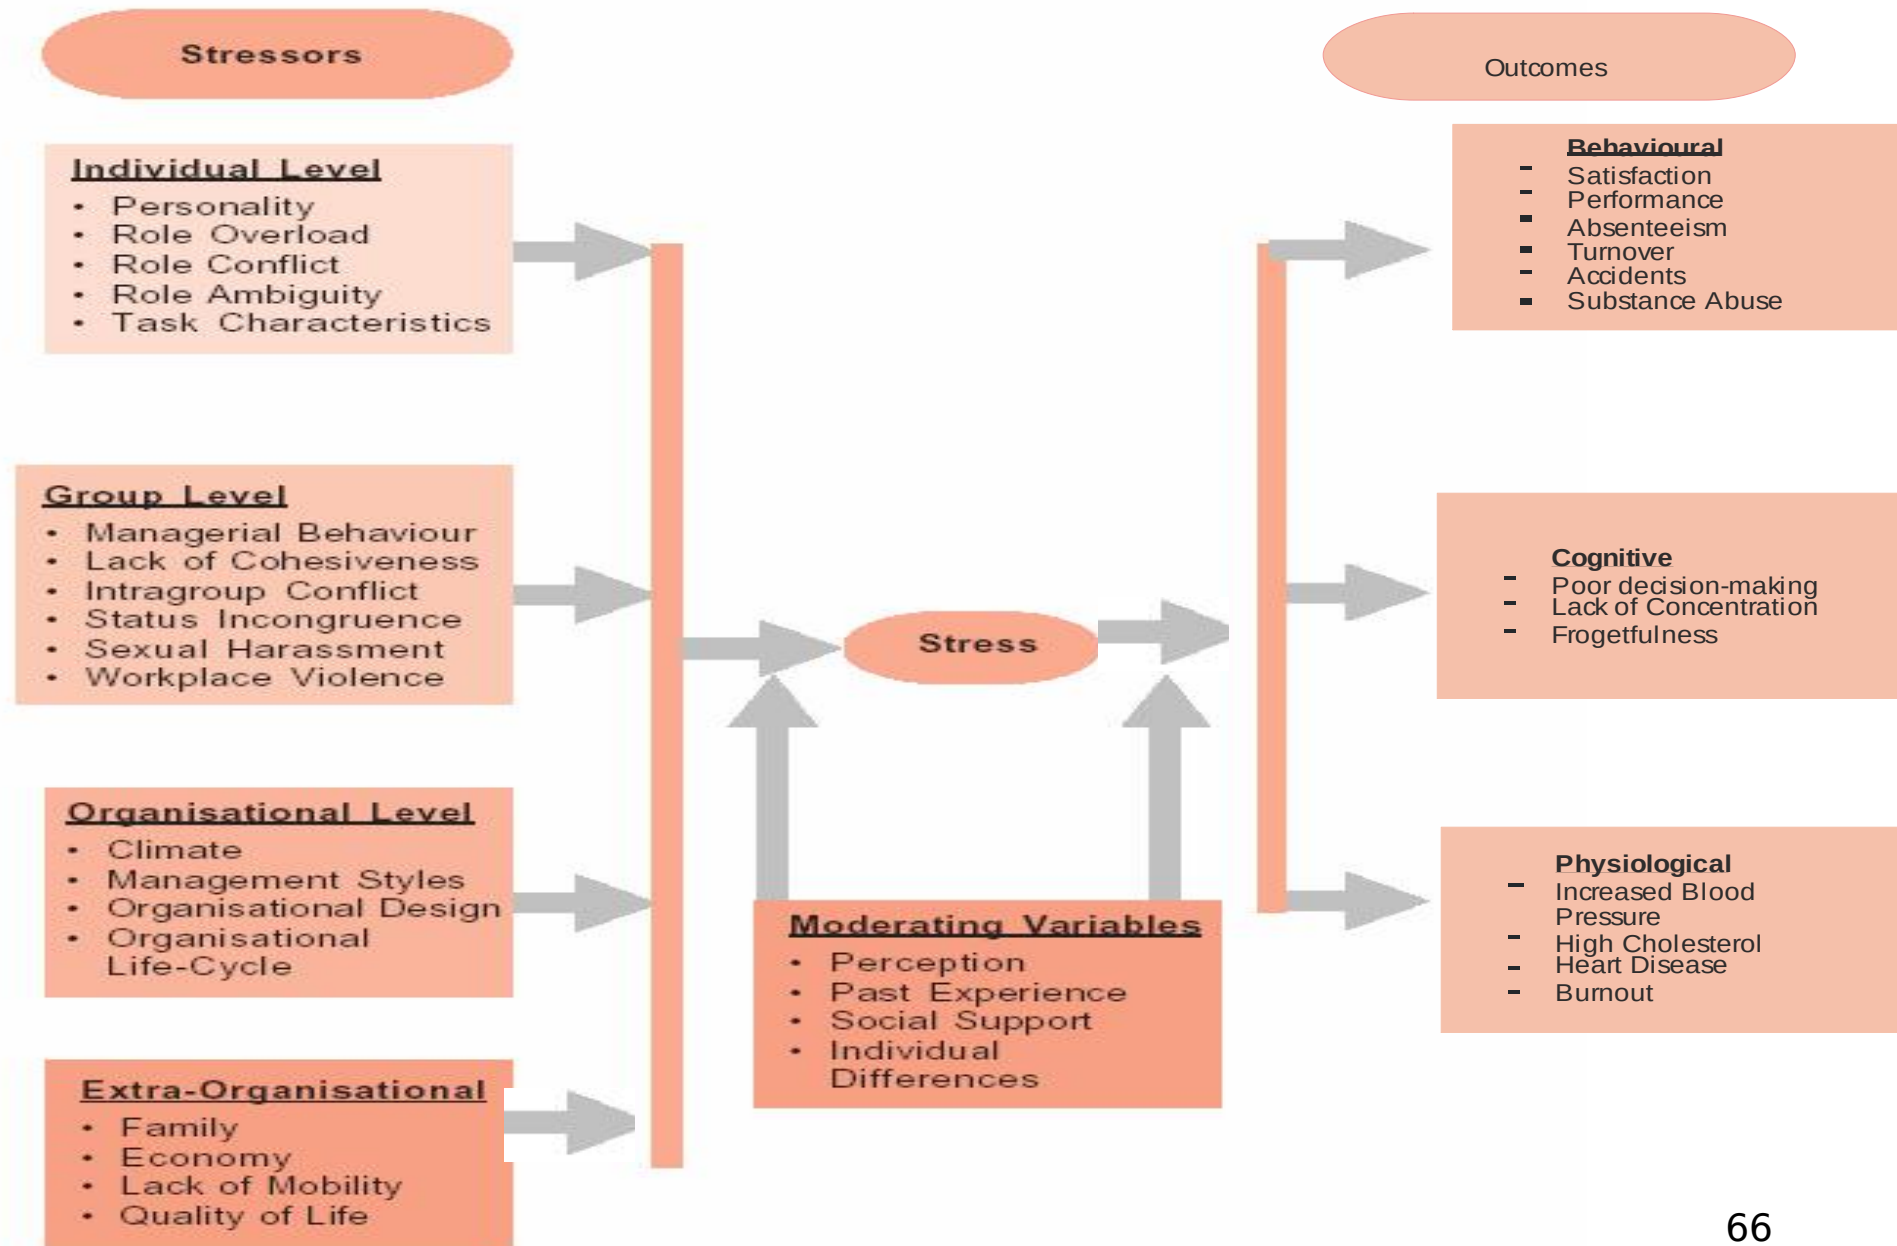 Stressors
Individual Level
• Personality
• Role Overload
• Role Conflict
• Role Ambiguity
• Task Characteristics
Group Level
• Managerial Behaviour
• Lack of Cohesiveness
• Intragroup Conflict
• Status Incongruence
• Sexual Harassment
• Workplace Violence
Organisational Level
• Climate
• Management Styles
• Organisational Design
• Organisational
Life-Cycle
Extra-Organisational
• Family
• Economy
• Lack of Mobility
• Quality of Life
Stress
Moderating Variables
• Perception
• Past Experience
• Social Support
• Individual
Differences
Outcomes
Behavioural
- Satisfaction
- Performance
- Absenteeism
- Turnover
- Accidents
- Substance Abuse
Cognitive
- Poor decision-making
- Lack of Concentration
- Frogetfulness
Physiological
- Increased Blood
Pressure
- High Cholesterol
- Heart Disease
- Burnout
66